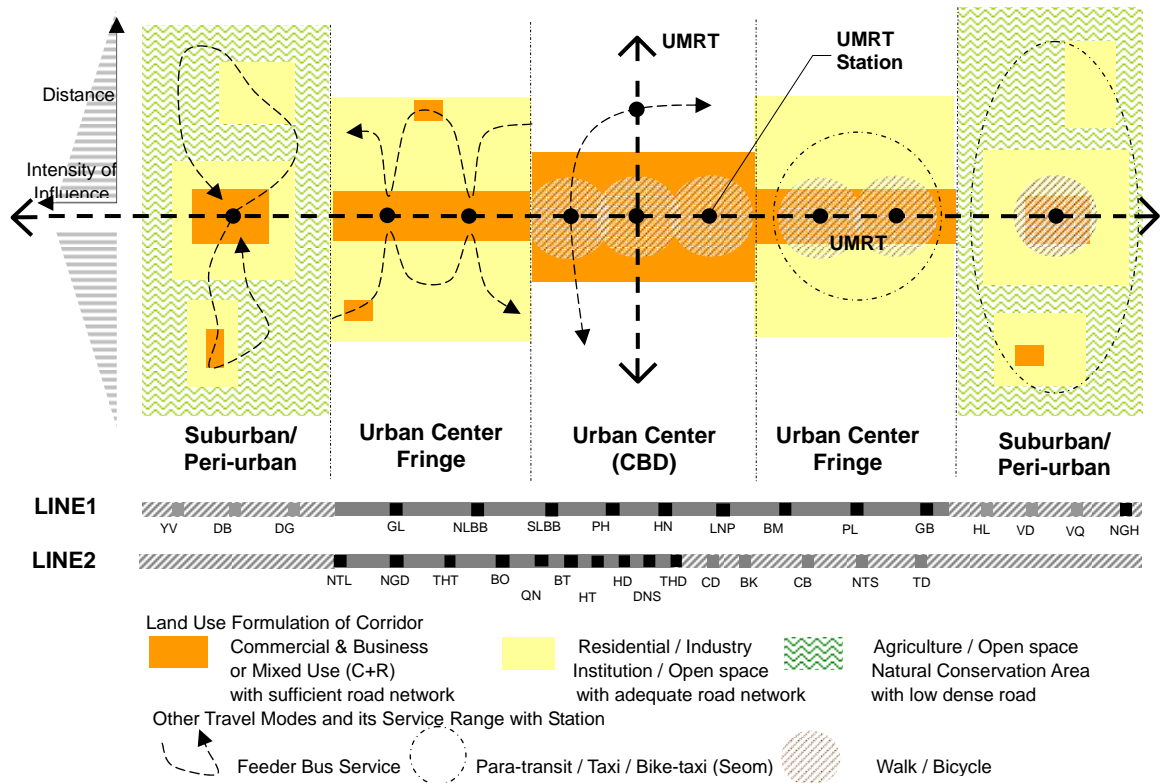 UMRT
UMRT
Station
Distance
Intensity of
Influence
UMRT
Suburban/
Peri-urban
Urban Center
Fringe
Urban Center
(CBD)
Urban Center
Fringe
Suburban/
Peri-urban
LINE1
YV DB DG GL NLBB SLBB PH HN LNP BM PL GB HL VD VQ NGH
LINE2
NTL NGD THT BO QN BT HT HD DNS THD CD BK CB NTS TD
Land Use Formulation of Corridor
Commercial & Business
or Mixed Use (C+R)
with sufficient road network
Residential / Industry
Institution / Open space
with adequate road network
Agriculture / Open space
Natural Conservation Area
with low dense road
Other Travel Modes and its Service Range with Station
Feeder Bus Service
Para-transit / Taxi / Bike-taxi (Seom)
Walk / Bicycle